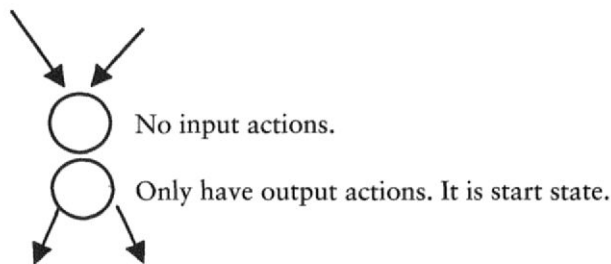 No input actions.
Only have output actions. It is start state.